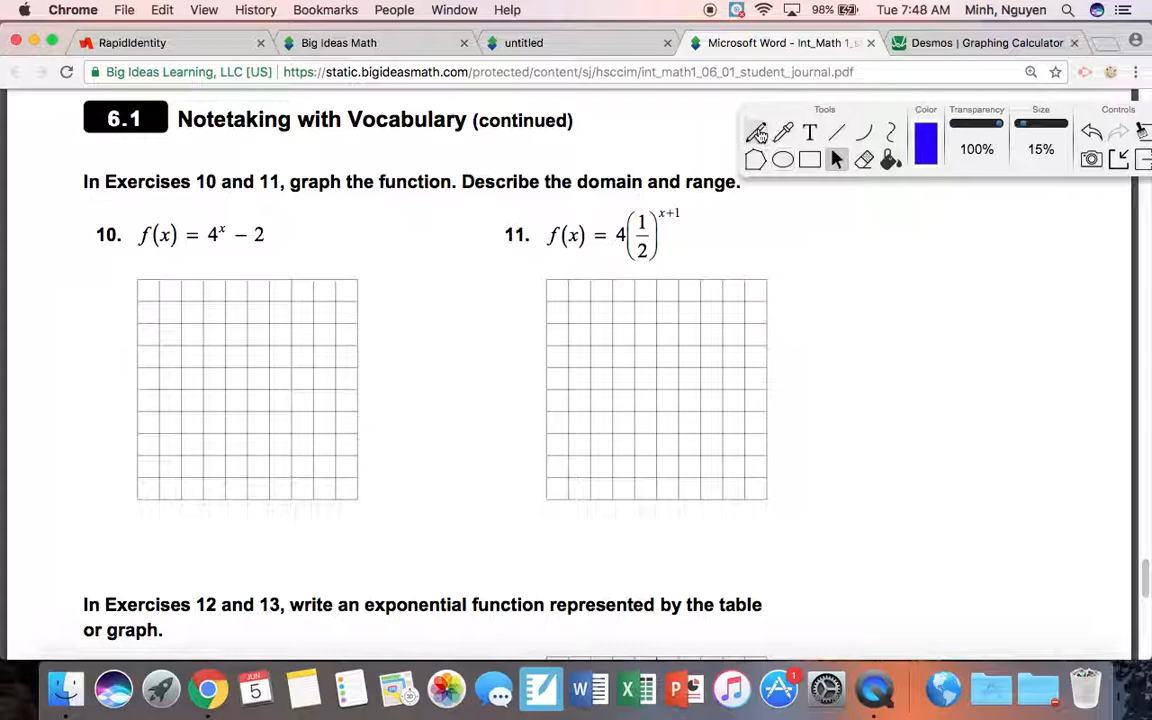 Chrome File Edit View History Bookmarks People Window Help 98% Tue 7:48 AM Minh, Nguyen
RapidIdentity Big Ideas Math untitled Microsoft Word - Int_Math 1_s Desmos | Graphing Calculator
Big Ideas Learning, LLC [US] https://static.bigideasmath.com/protected/content/sj/hsccim/int_math1_06_01_student_journal.pdf
Tools Color Transparency Size Controls
T 100% 15%
6.1 Notetaking with Vocabulary (continued)
In Exercises 10 and 11, graph the function. Describe the domain and range.
10. f(x) = 4^x − 2 11. f(x) = 4(1/2)^(x+1)
In Exercises 12 and 13, write an exponential function represented by the table
or graph.
JUN
5
1